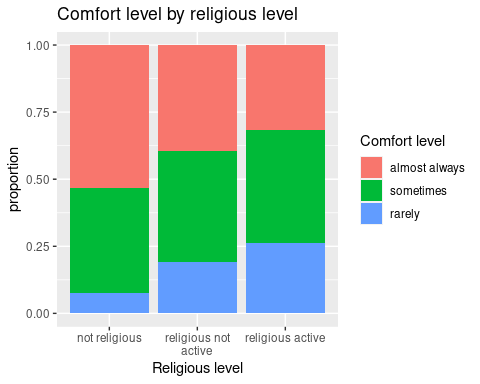 Comfort level by religious level
1.00
0.75
0.50
0.25
0.00
proportion
not religious
religious not
active
religious active
Religious level
Comfort level
almost always
sometimes
rarely